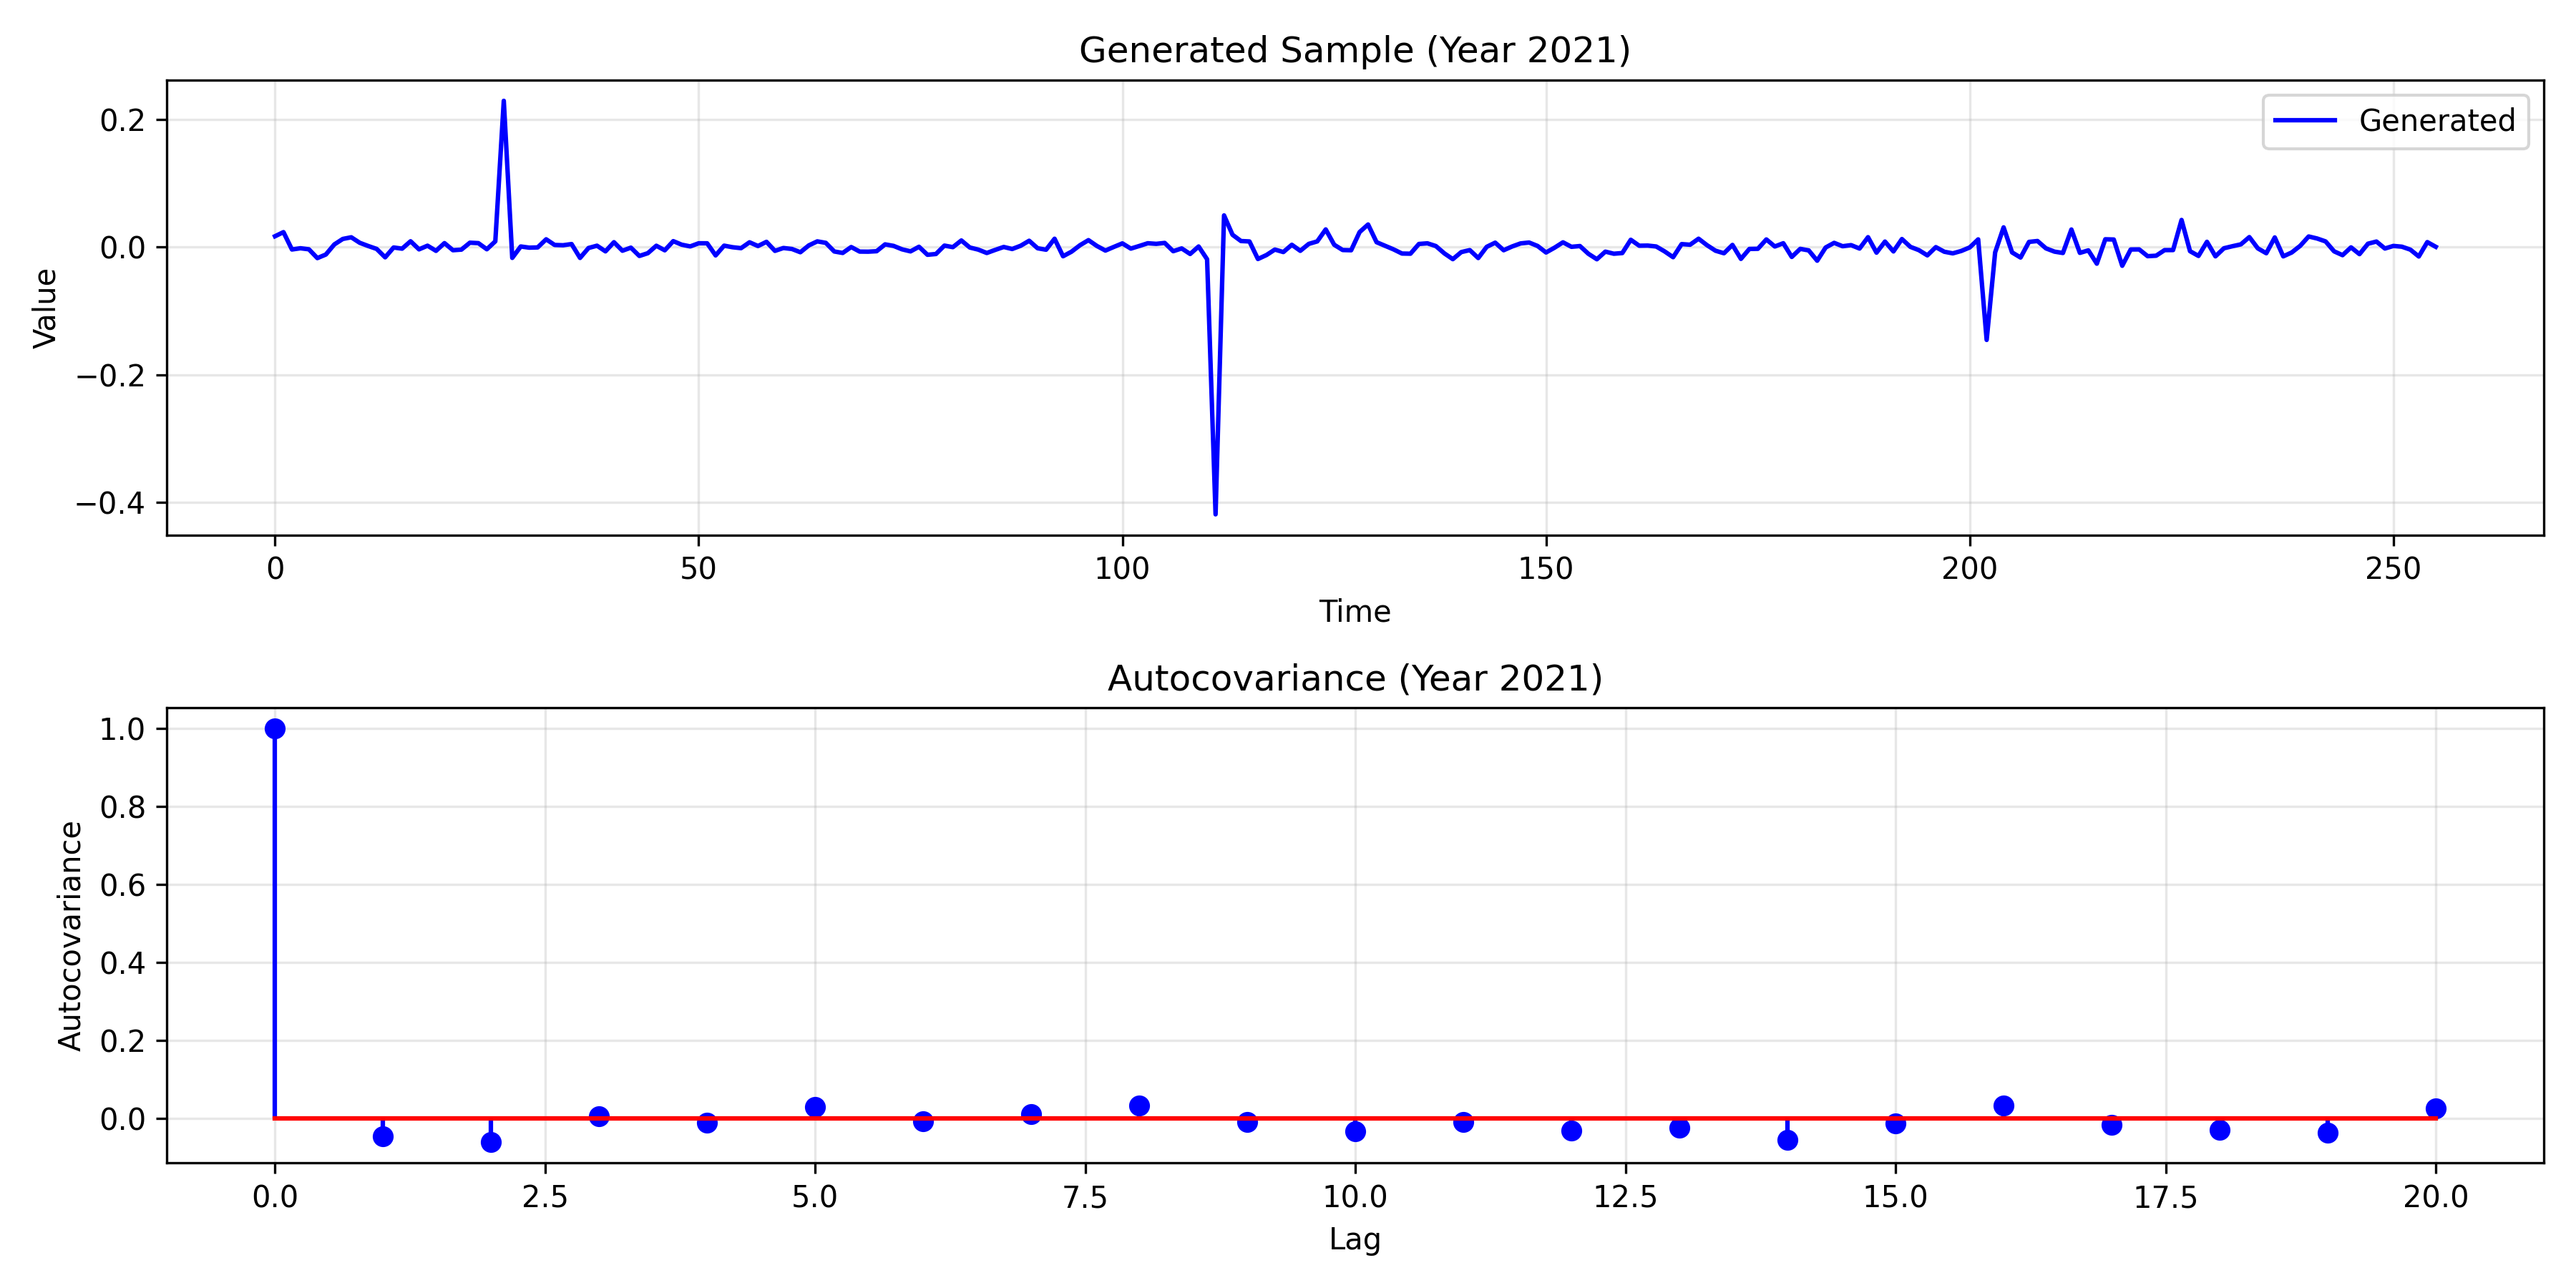 Generated Sample (Year 2021)
Generated
0.2
0.0
−0.2
−0.4
Value
0 50 100 150 200 250
Time
Autocovariance (Year 2021)
1.0
0.8
0.6
0.4
0.2
0.0
Autocovariance
0.0 2.5 5.0 7.5 10.0 12.5 15.0 17.5 20.0
Lag